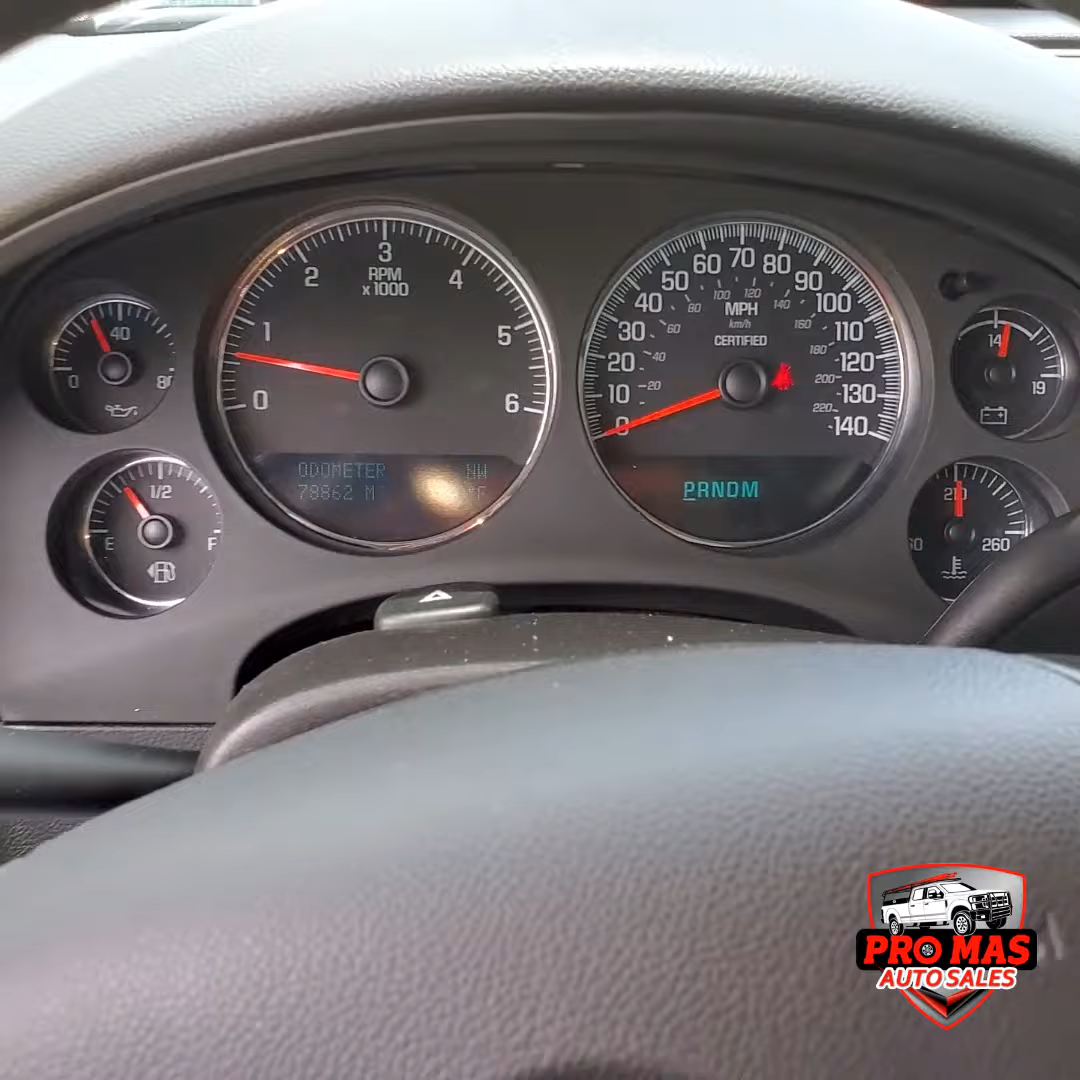 0 1 2 3 4 5 6
RPM
x1000
ODOMETER NW
78862 M °F
0 10 20 30 40 50 60 70 80 90 100 110 120 130 140
20 40 60 80 100 120 140 160 180 200 220
MPH
km/h
CERTIFIED
PRNDM
0 40 80
E 1/2 F
14 19
210 260
PRO MAS
AUTO SALES